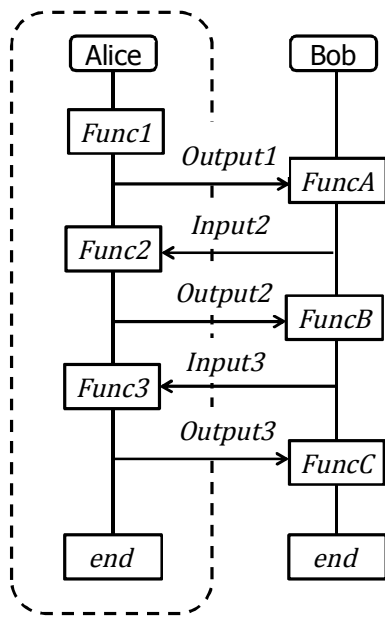 Alice
Bob
Func1
Output1
FuncA
Input2
Func2
Output2
FuncB
Input3
Func3
Output3
FuncC
end
end